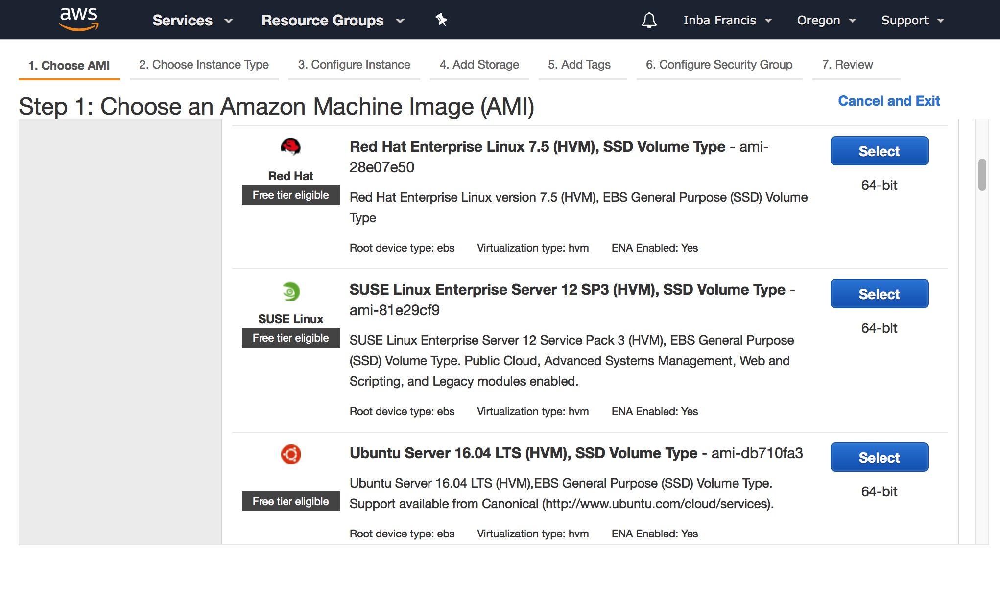 aws Services Resource Groups Inba Francis Oregon Support
1. Choose AMI 2. Choose Instance Type 3. Configure Instance 4. Add Storage 5. Add Tags 6. Configure Security Group 7. Review
Step 1: Choose an Amazon Machine Image (AMI)
Cancel and Exit
Red Hat
Free tier eligible
Red Hat Enterprise Linux 7.5 (HVM), SSD Volume Type - ami-
28e07e50
Red Hat Enterprise Linux version 7.5 (HVM), EBS General Purpose (SSD) Volume
Type
Root device type: ebs Virtualization type: hvm ENA Enabled: Yes
Select
64-bit
SUSE Linux
Free tier eligible
SUSE Linux Enterprise Server 12 SP3 (HVM), SSD Volume Type -
ami-81e29cf9
SUSE Linux Enterprise Server 12 Service Pack 3 (HVM), EBS General Purpose
(SSD) Volume Type. Public Cloud, Advanced Systems Management, Web and
Scripting, and Legacy modules enabled.
Root device type: ebs Virtualization type: hvm ENA Enabled: Yes
Select
64-bit
Free tier eligible
Ubuntu Server 16.04 LTS (HVM), SSD Volume Type - ami-db710fa3
Ubuntu Server 16.04 LTS (HVM),EBS General Purpose (SSD) Volume Type.
Support available from Canonical (http://www.ubuntu.com/cloud/services).
Root device type: ebs Virtualization type: hvm ENA Enabled: Yes
Select
64-bit